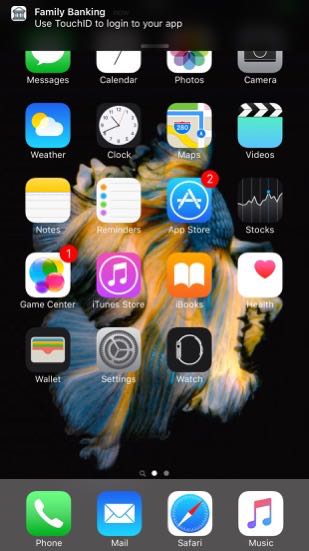 Family Banking now
Use TouchID to login to your app
Messages Calendar Photos Camera
Weather Clock Maps Videos
280
Notes Reminders App Store Stocks
2
Game Center iTunes Store iBooks Health
1
Wallet Settings Watch
Phone Mail Safari Music